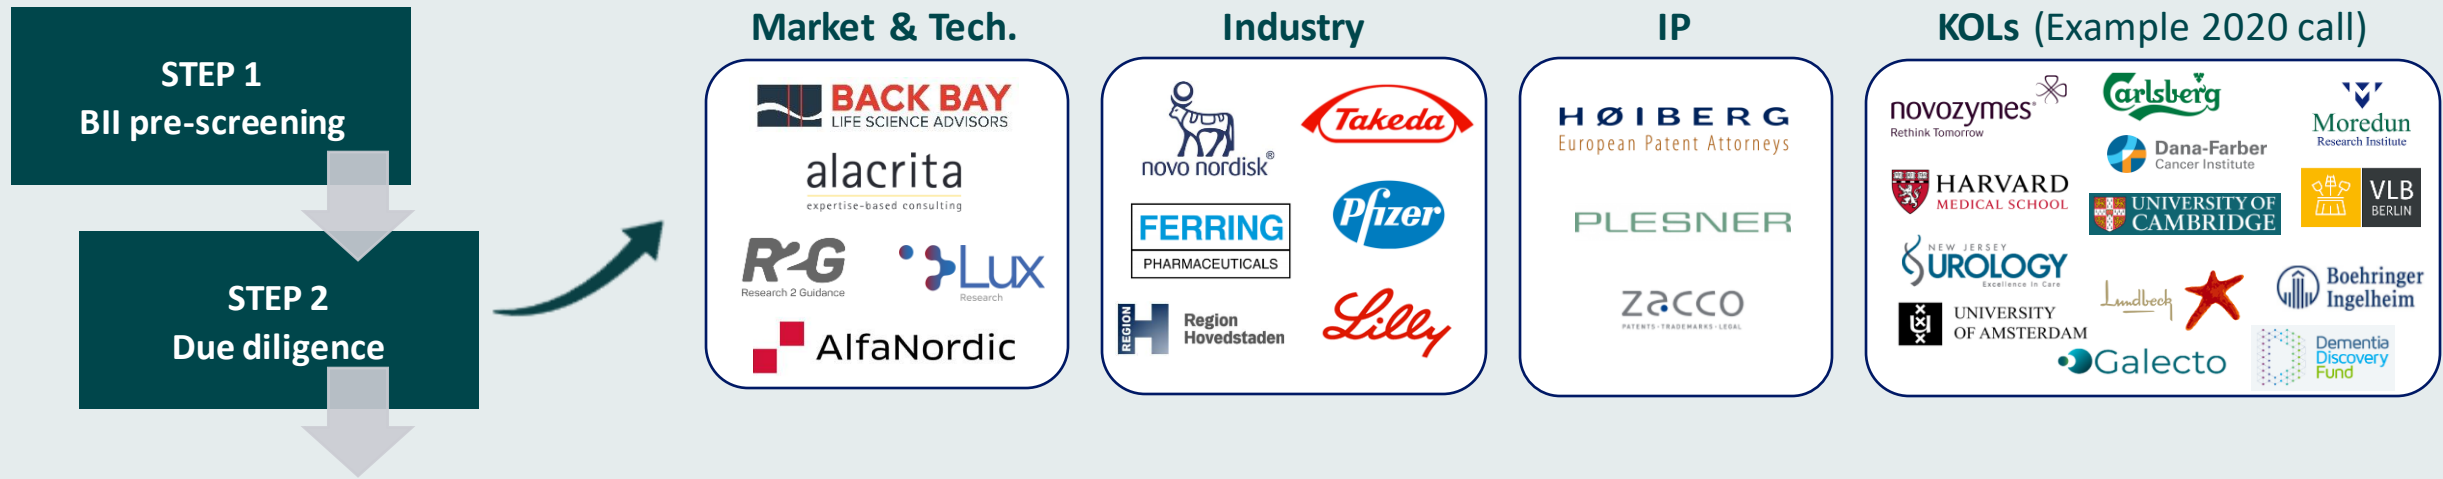 STEP 1
BII pre-screening
STEP 2
Due diligence
Market & Tech.
BACK BAY
LIFE SCIENCE ADVISORS
alacrita
expertise-based consulting
R2G
Research 2 Guidance
Lux
Research
AlfaNordic
Industry
novo nordisk®
Takeda
FERRING
PHARMACEUTICALS
Pfizer
REGION
H
Region
Hovedstaden
Lilly
IP
HØIBERG
European Patent Attorneys
PLESNER
zacco
PATENTS·TRADEMARKS·LEGAL
KOLs (Example 2020 call)
novozymes
Rethink Tomorrow
Carlsberg
Moredun
Research Institute
Dana-Farber
Cancer Institute
HARVARD
MEDICAL SCHOOL
UNIVERSITY OF
CAMBRIDGE
VLB
BERLIN
NEW JERSEY
UROLOGY
Excellence In Care
Lundbeck
Boehringer
Ingelheim
UNIVERSITY
OF AMSTERDAM
Galecto
Dementia
Discovery
Fund